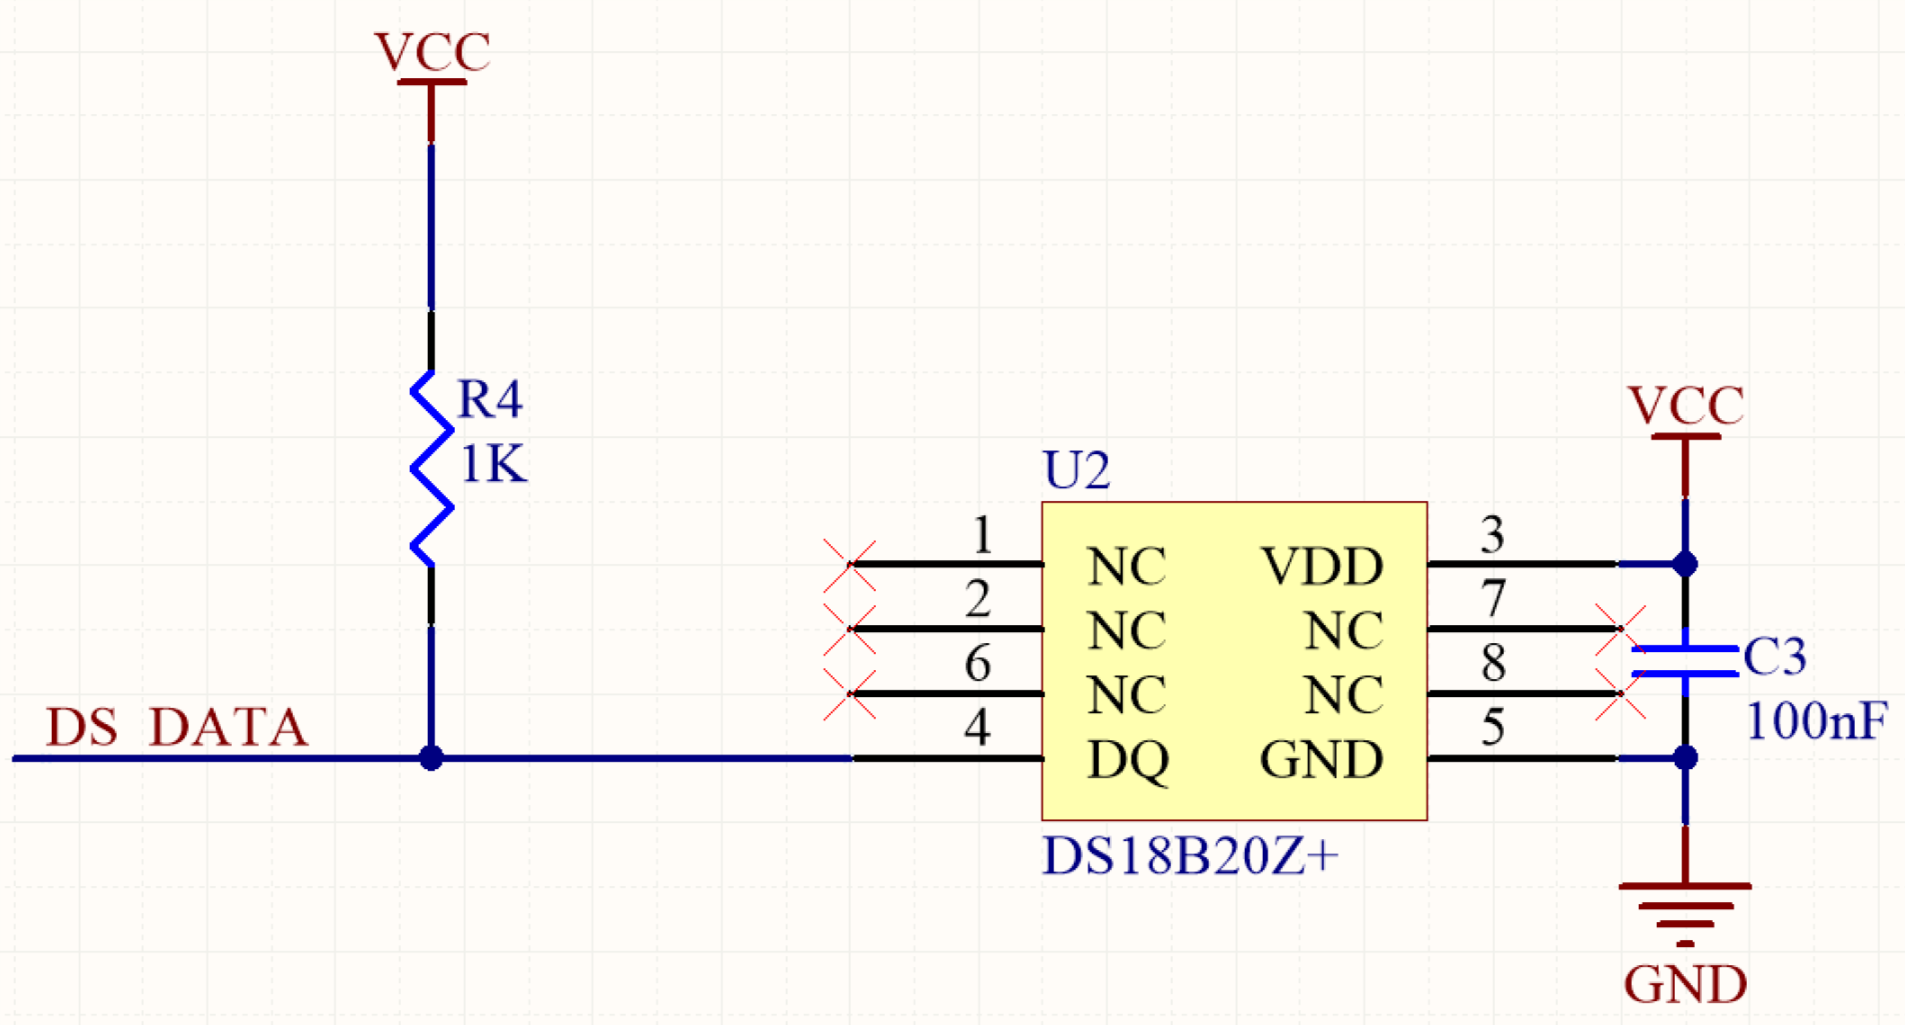 VCC
R4
1K
DS DATA
U2
1
NC
2
NC
6
NC
4
DQ
VDD
3
NC
7
NC
8
GND
5
DS18B20Z+
VCC
C3
100nF
GND